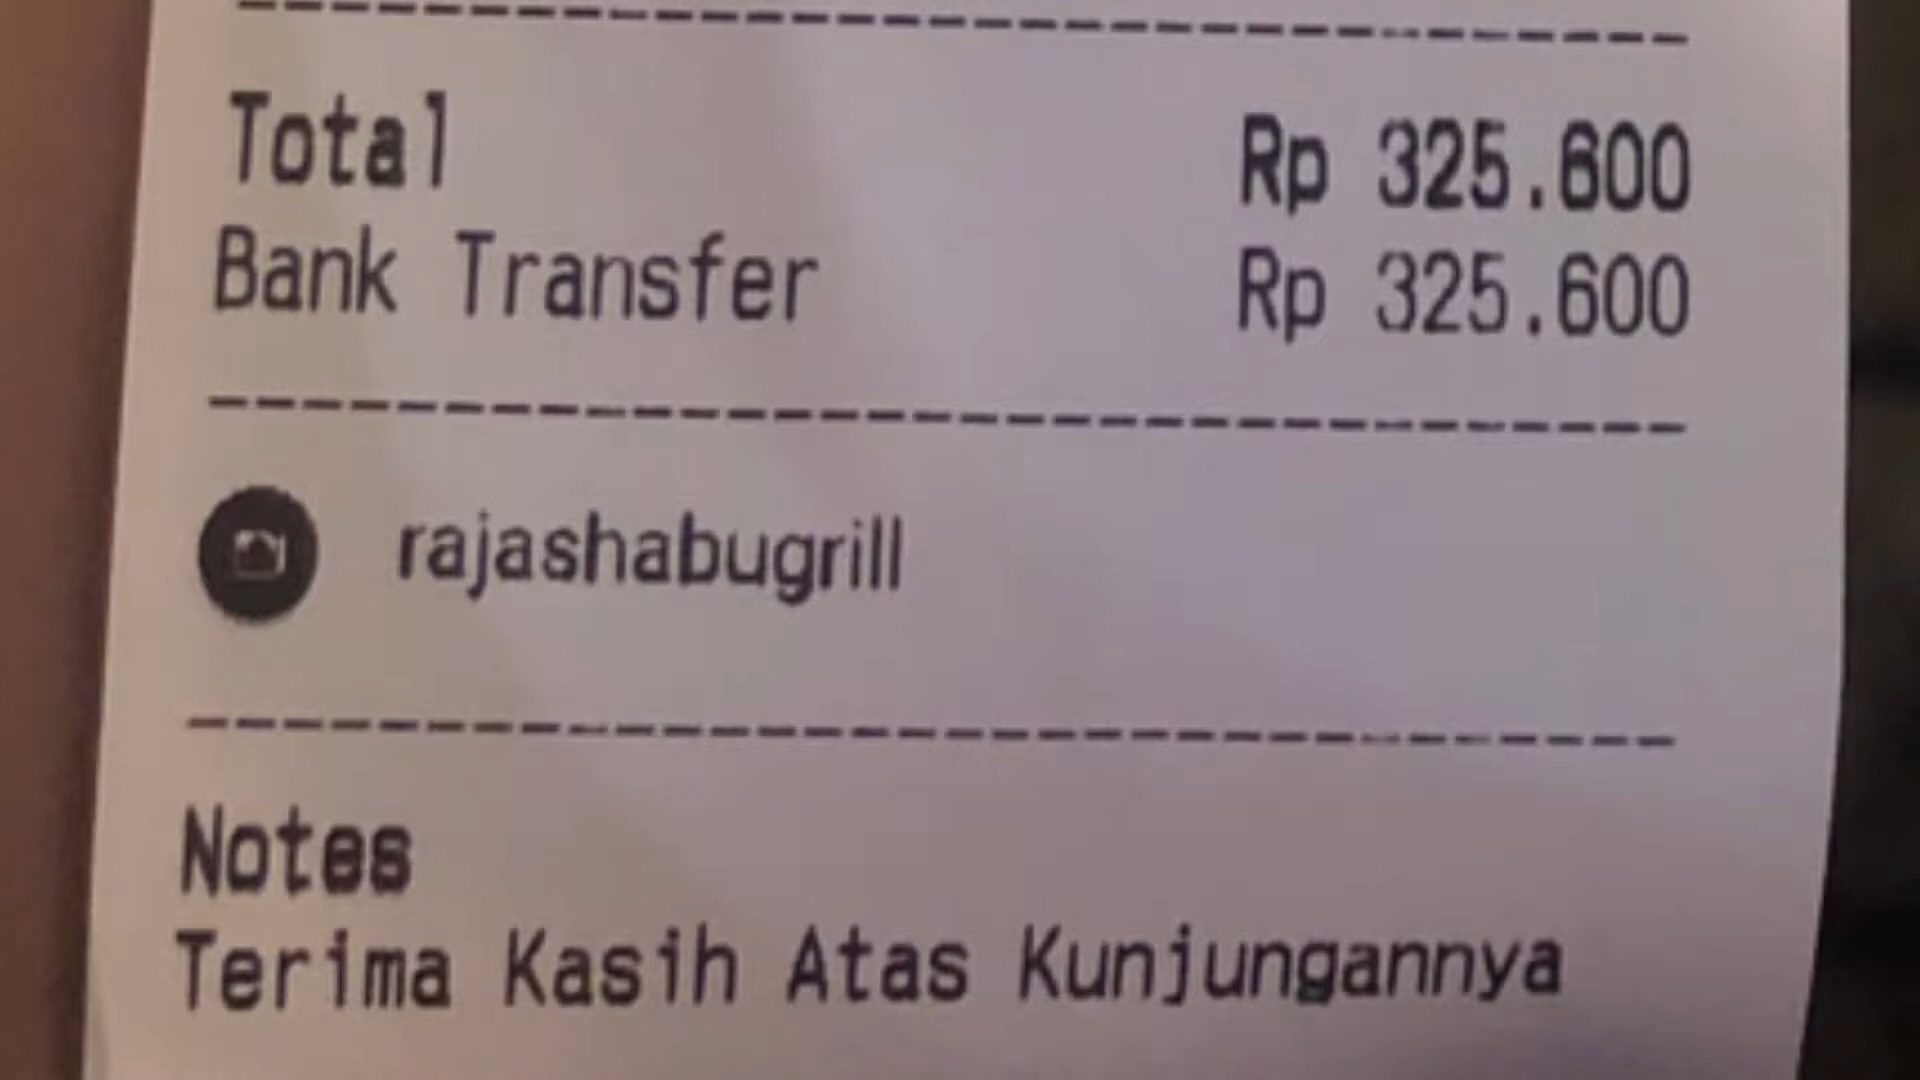 Total Rp 325.600
Bank Transfer Rp 325.600
rajashabugrill
Notes
Terima Kasih Atas Kunjungannya